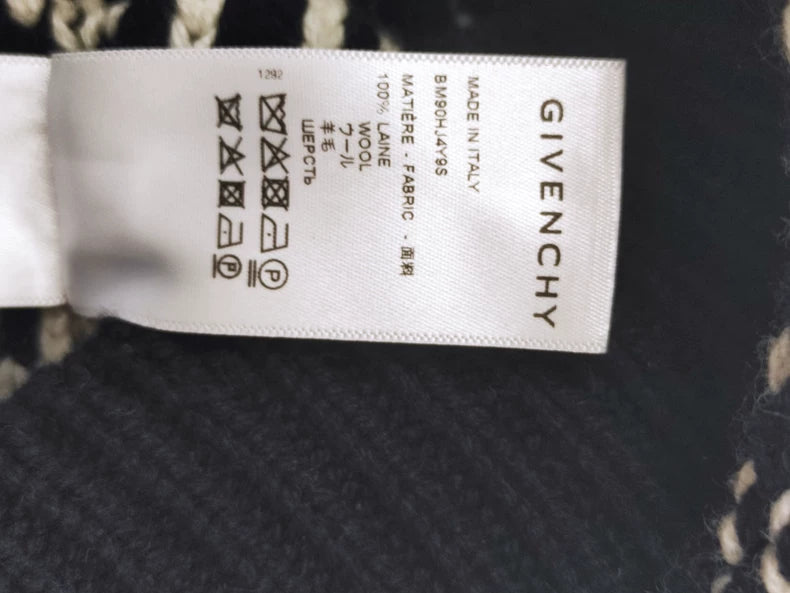 GIVENCHY
MADE IN ITALY
BM90HJ4Y9S
MATIÈRE - FABRIC - 面料
100% LAINE
WOOL
ウール
羊毛
ШЕРСТЬ
P
P
1292